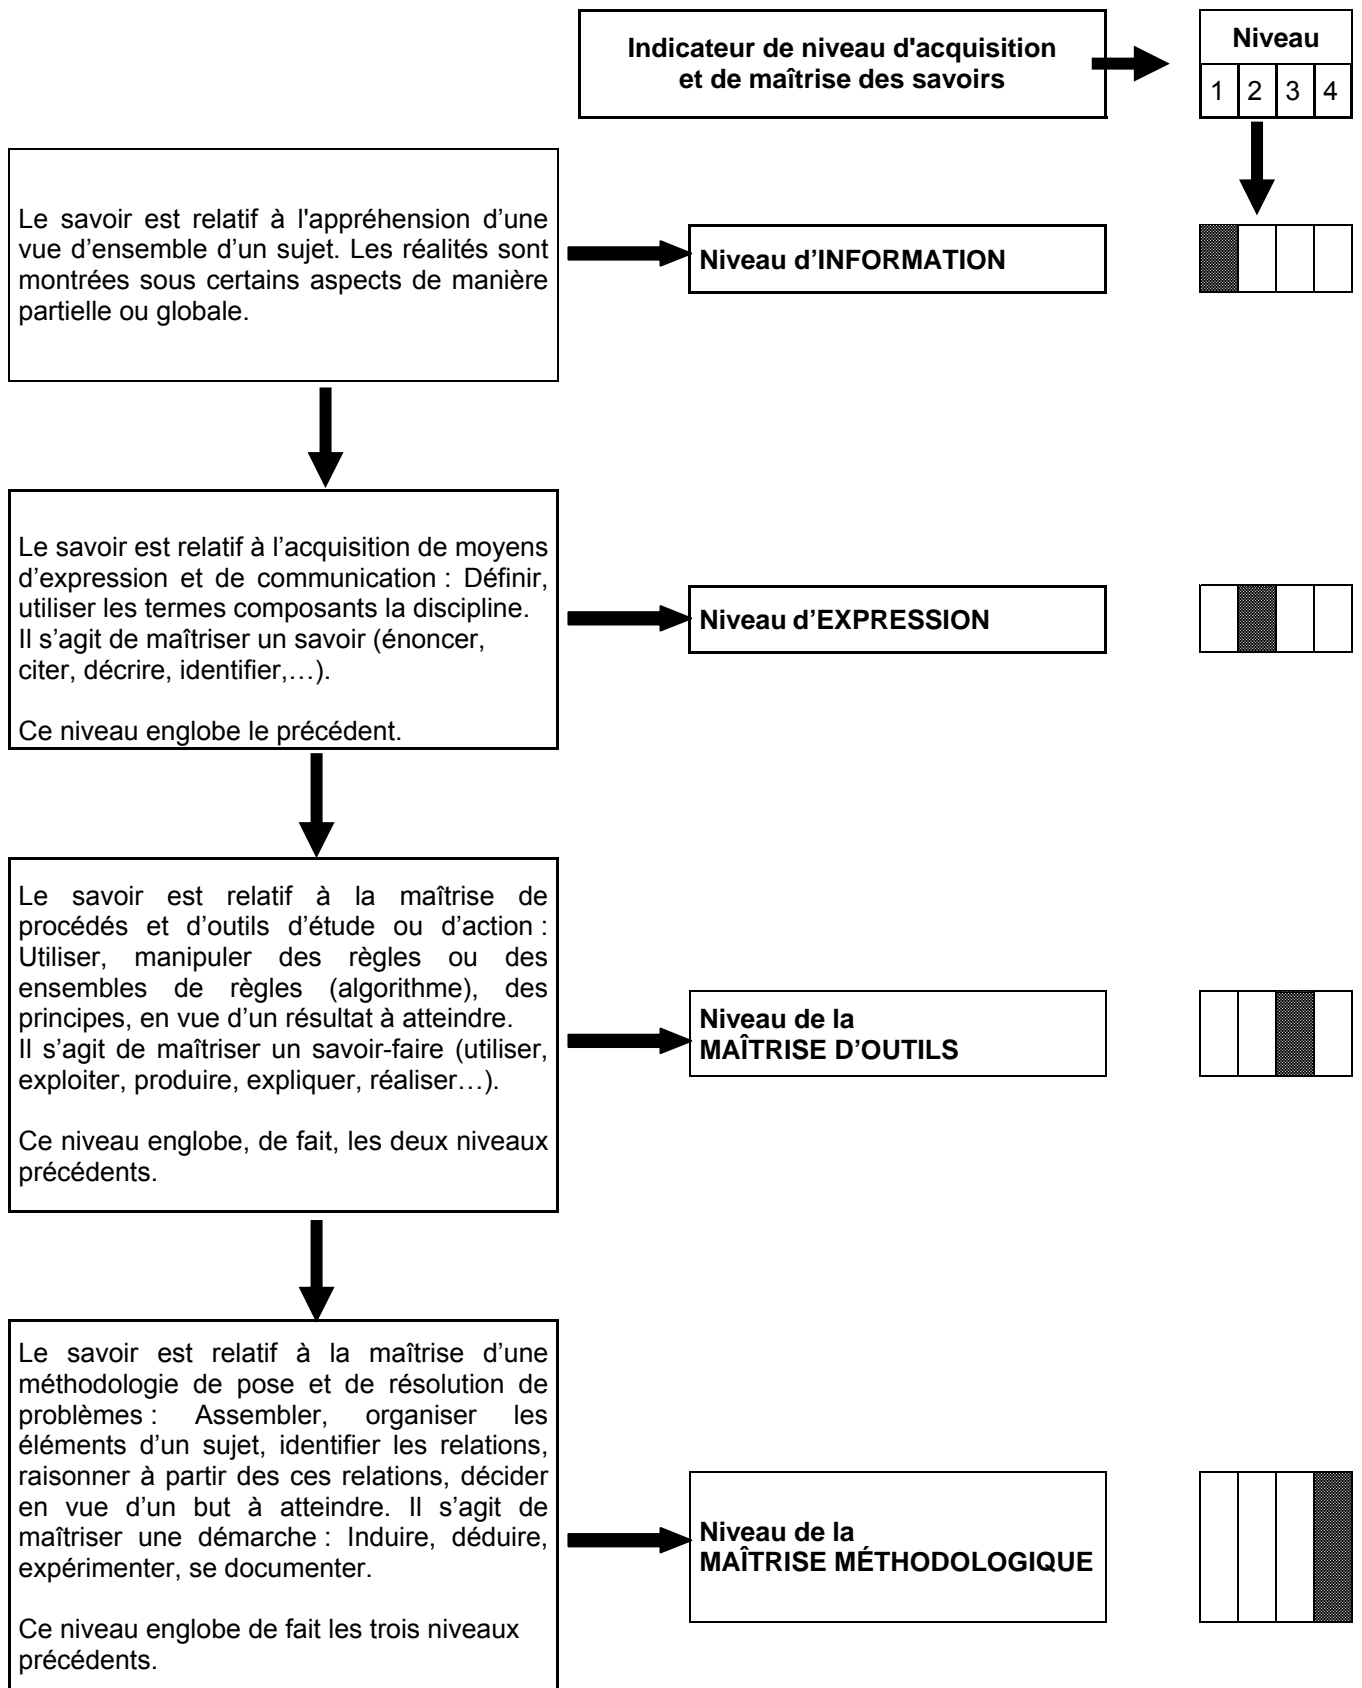 Indicateur de niveau d'acquisition
et de maîtrise des savoirs
Niveau
1 2 3 4
Le savoir est relatif à l'appréhension d’une
vue d’ensemble d’un sujet. Les réalités sont
montrées sous certains aspects de manière
partielle ou globale.
Niveau d’INFORMATION
Le savoir est relatif à l’acquisition de moyens
d’expression et de communication : Définir,
utiliser les termes composants la discipline.
Il s’agit de maîtriser un savoir (énoncer,
citer, décrire, identifier,…).
Ce niveau englobe le précédent.
Niveau d’EXPRESSION
Le savoir est relatif à la maîtrise de
procédés et d’outils d’étude ou d’action :
Utiliser, manipuler des règles ou des
ensembles de règles (algorithme), des
principes, en vue d’un résultat à atteindre.
Il s’agit de maîtriser un savoir-faire (utiliser,
exploiter, produire, expliquer, réaliser…).
Ce niveau englobe, de fait, les deux niveaux
précédents.
Niveau de la
MAÎTRISE D’OUTILS
Le savoir est relatif à la maîtrise d’une
méthodologie de pose et de résolution de
problèmes : Assembler, organiser les
éléments d’un sujet, identifier les relations,
raisonner à partir des ces relations, décider
en vue d’un but à atteindre. Il s’agit de
maîtriser une démarche : Induire, déduire,
expérimenter, se documenter.
Ce niveau englobe de fait les trois niveaux
précédents.
Niveau de la
MAÎTRISE MÉTHODOLOGIQUE